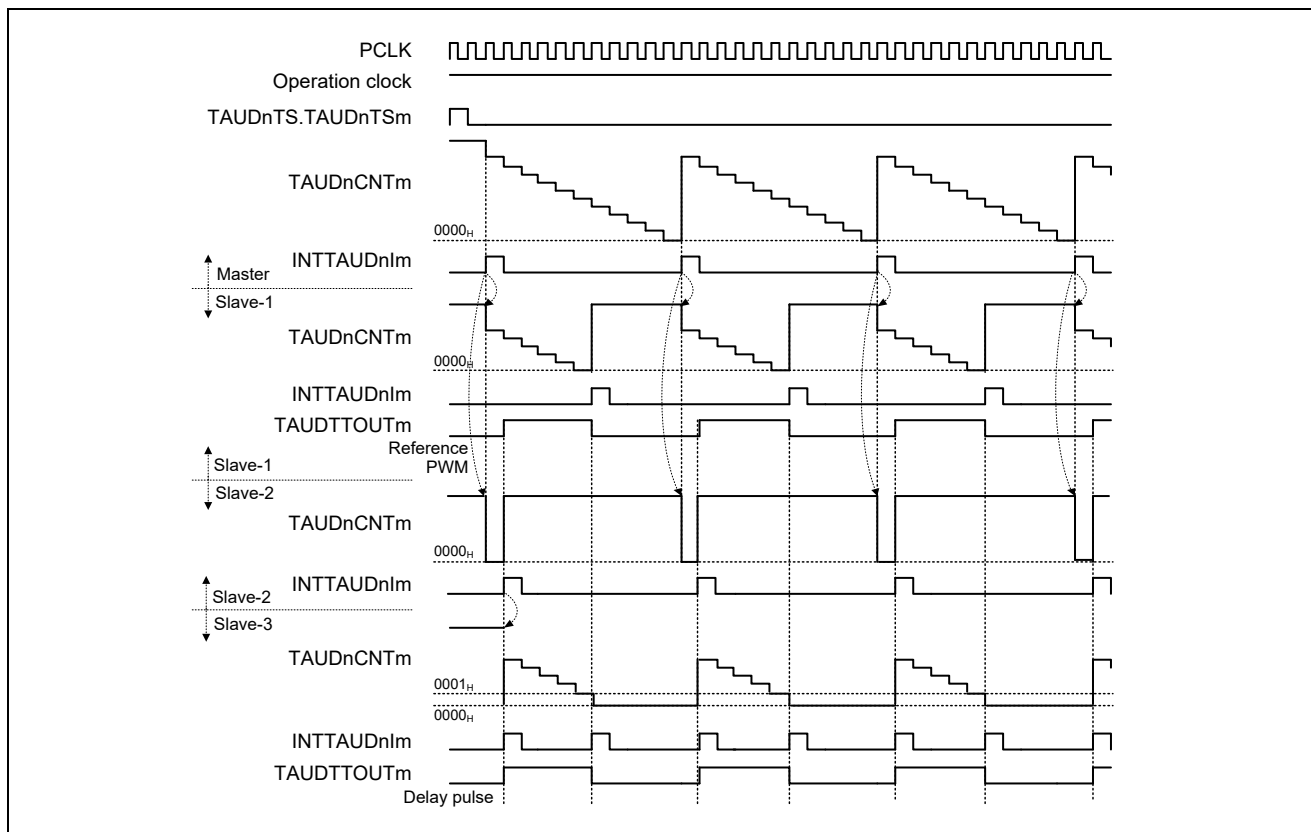 PCLK
Operation clock
TAUDnTS.TAUDnTSm
TAUDnCNTm
0000H
INTTAUDnIm
Master
Slave-1
TAUDnCNTm
0000H
INTTAUDnIm
TAUDTTOUTm
Reference
PWM
Slave-1
Slave-2
TAUDnCNTm
0000H
INTTAUDnIm
Slave-2
Slave-3
TAUDnCNTm
0001H
0000H
INTTAUDnIm
TAUDTTOUTm
Delay pulse